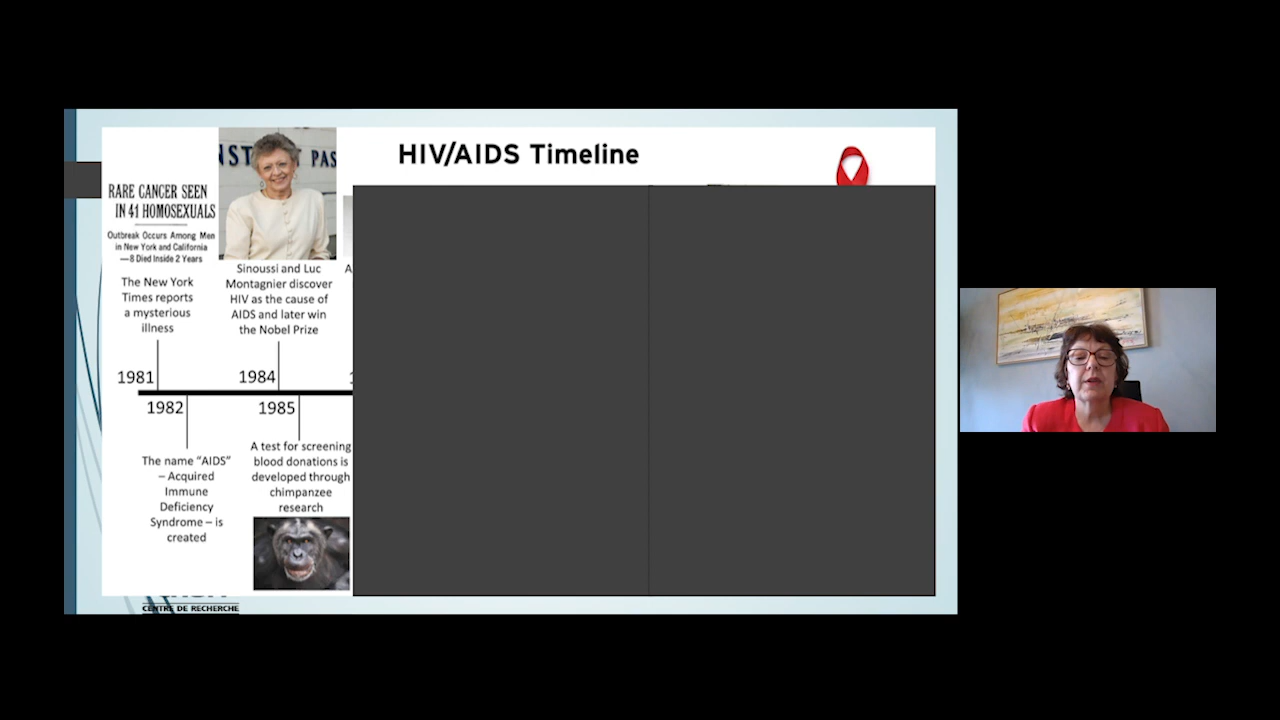 HIV/AIDS Timeline
RARE CANCER SEEN
IN 41 HOMOSEXUALS
Outbreak Occurs Among Men
in New York and California
—8 Died Inside 2 Years
The New York
Times reports
a mysterious
illness
PAS
Sinoussi and Luc
Montagnier discover
HIV as the cause of
AIDS and later win
the Nobel Prize
1981
1984
1982
1985
The name “AIDS”
– Acquired
Immune
Deficiency
Syndrome – is
created
A test for screening
blood donations is
developed through
chimpanzee
research
CENTRE DE RECHERCHE